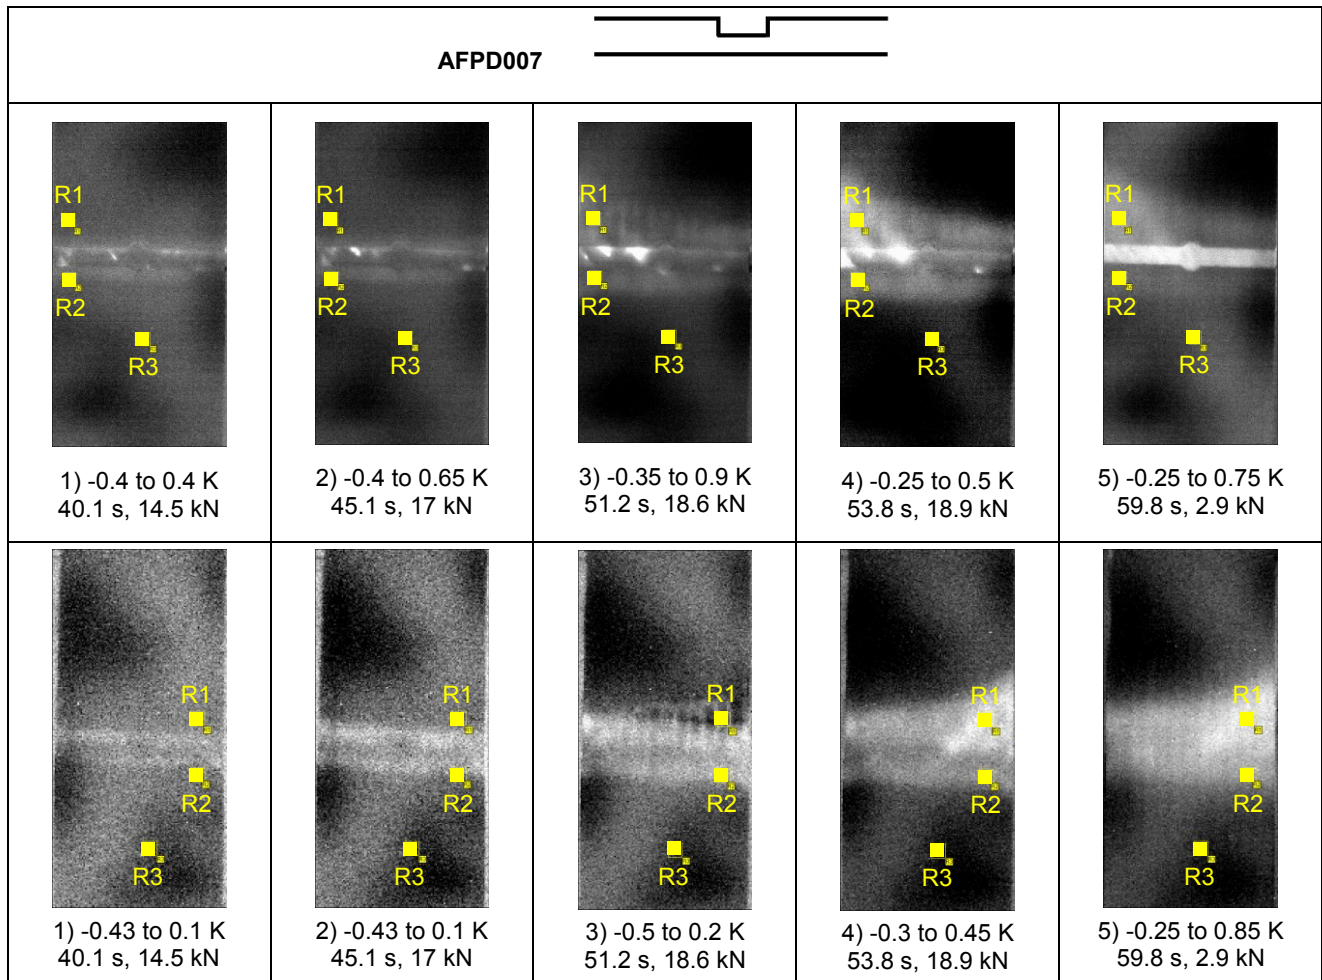 AFPD007
R1
R2
R3
1) -0.4 to 0.4 K
40.1 s, 14.5 kN
R1
R2
R3
2) -0.4 to 0.65 K
45.1 s, 17 kN
R1
R2
R3
3) -0.35 to 0.9 K
51.2 s, 18.6 kN
R1
R2
R3
4) -0.25 to 0.5 K
53.8 s, 18.9 kN
R1
R2
R3
5) -0.25 to 0.75 K
59.8 s, 2.9 kN
R1
R2
R3
1) -0.43 to 0.1 K
40.1 s, 14.5 kN
R1
R2
R3
2) -0.43 to 0.1 K
45.1 s, 17 kN
R1
R2
R3
3) -0.5 to 0.2 K
51.2 s, 18.6 kN
R1
R2
R3
4) -0.3 to 0.45 K
53.8 s, 18.9 kN
R1
R2
R3
5) -0.25 to 0.85 K
59.8 s, 2.9 kN